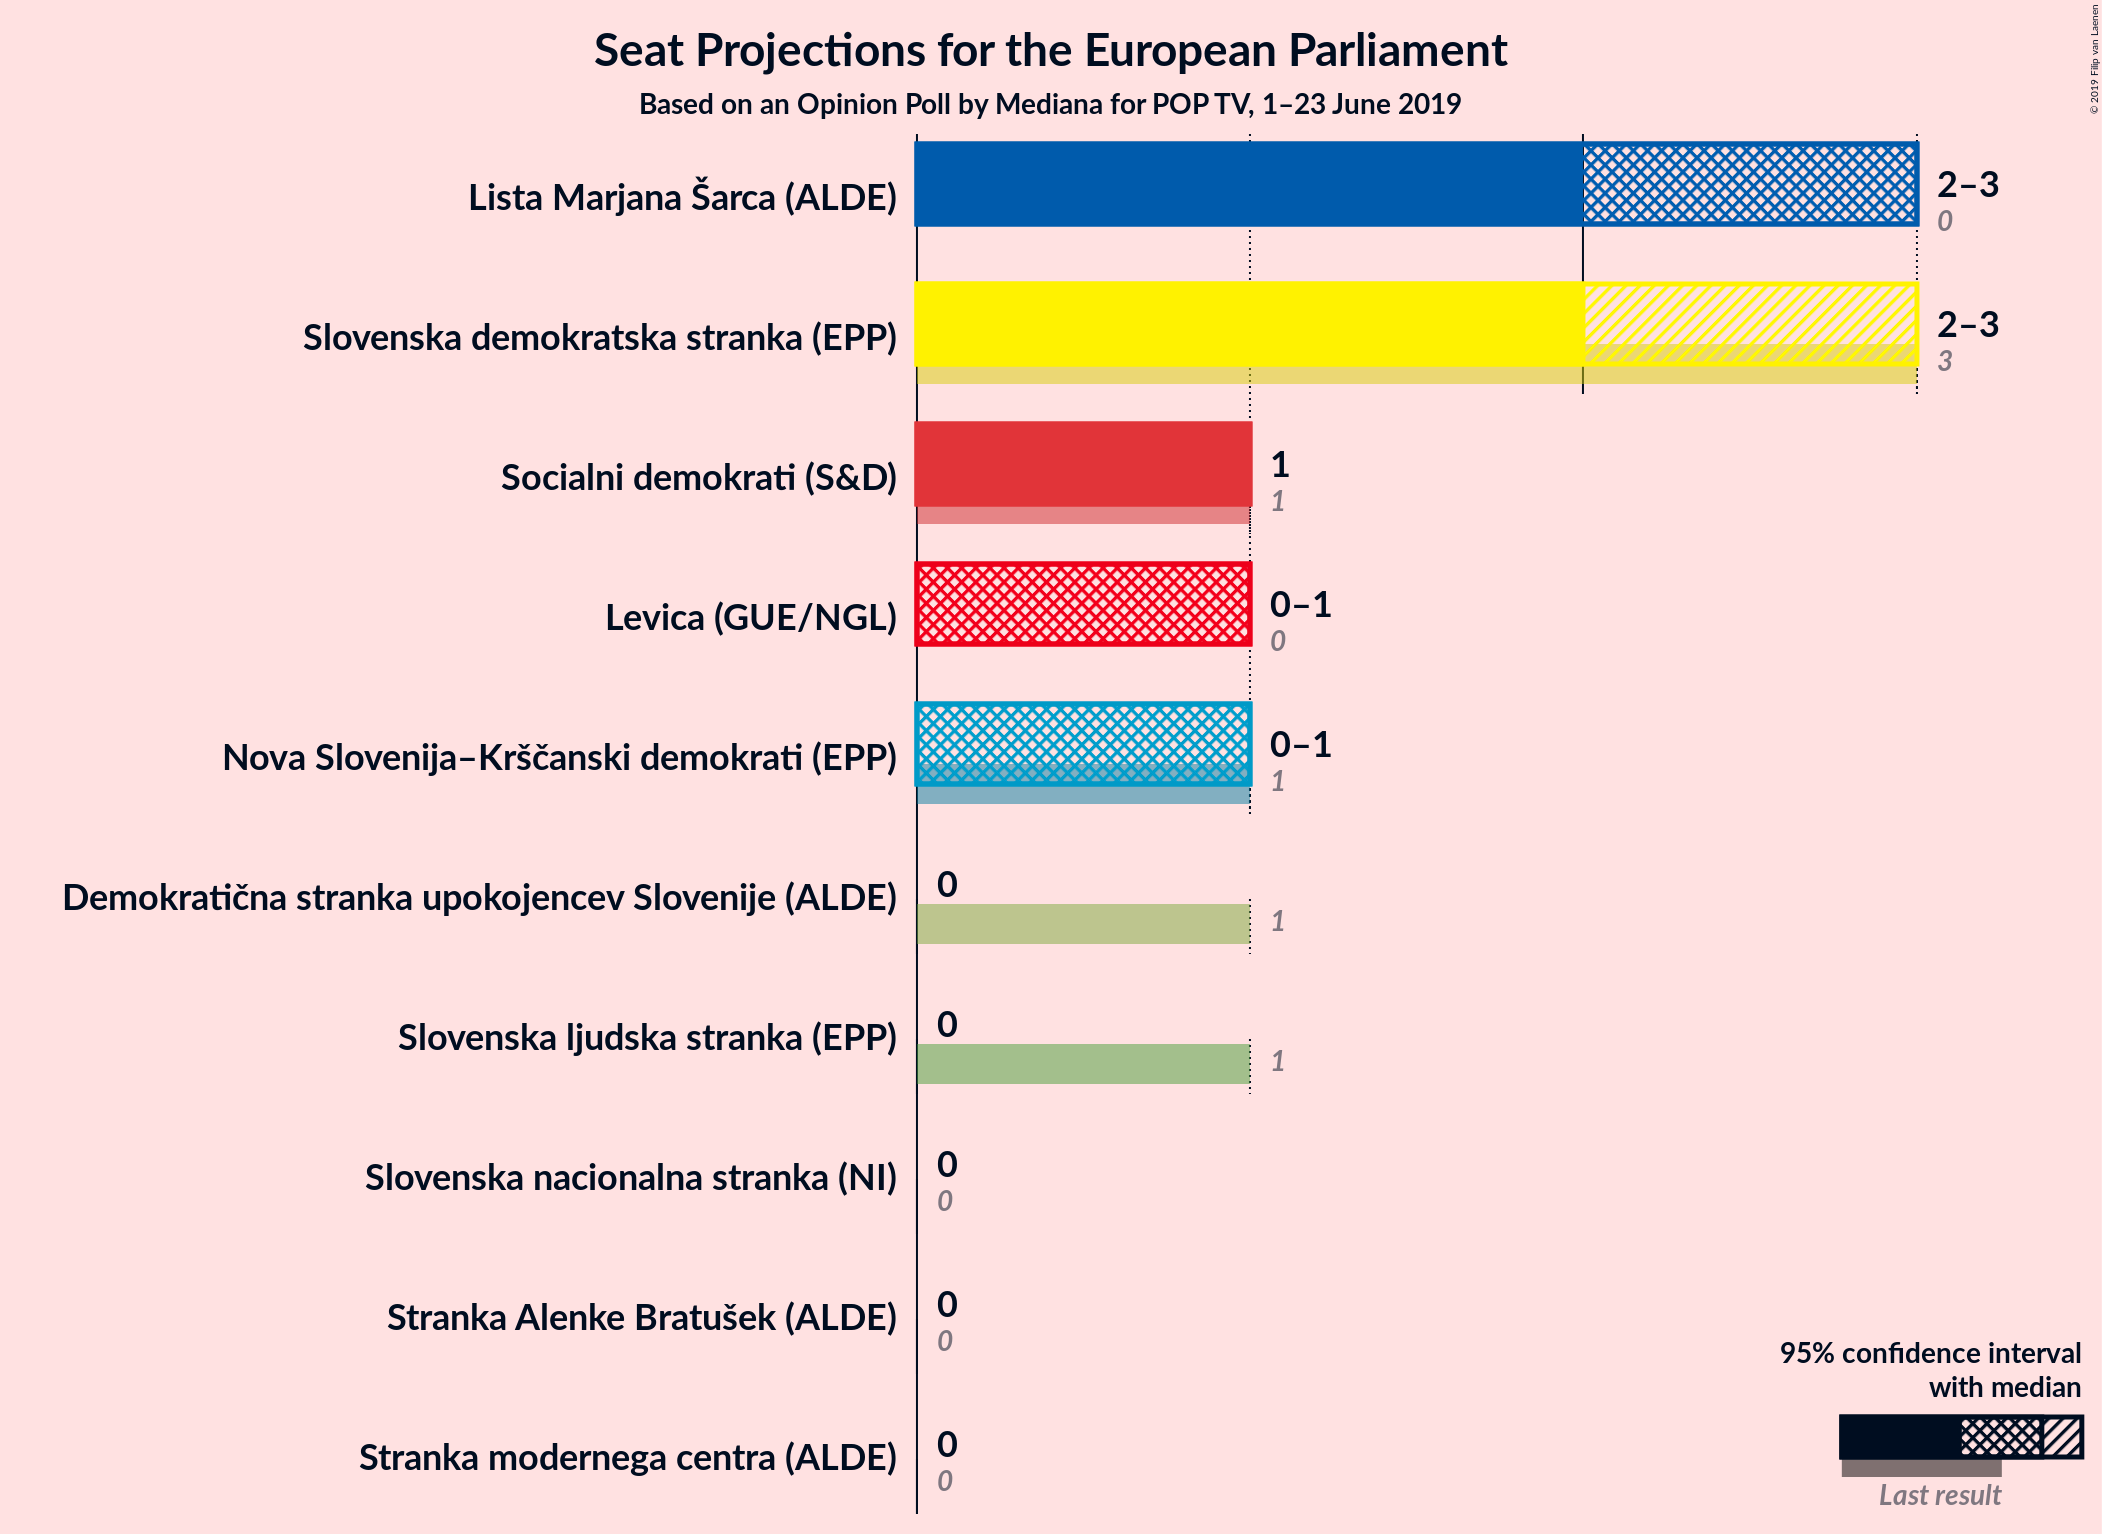 Seat Projections for the European Parliament
Based on an Opinion Poll by Mediana for POP TV, 1–23 June 2019
© 2019 Filip van Laenen
Lista Marjana Šarca (ALDE)
2–3
0
Slovenska demokratska stranka (EPP)
2–3
3
Socialni demokrati (S&D)
1
1
Levica (GUE/NGL)
0–1
0
Nova Slovenija–Krščanski demokrati (EPP)
0–1
1
Demokratična stranka upokojencev Slovenije (ALDE)
0
1
Slovenska ljudska stranka (EPP)
0
1
Slovenska nacionalna stranka (NI)
0
0
Stranka Alenke Bratušek (ALDE)
0
0
Stranka modernega centra (ALDE)
0
0
95% confidence interval
with median
Last result